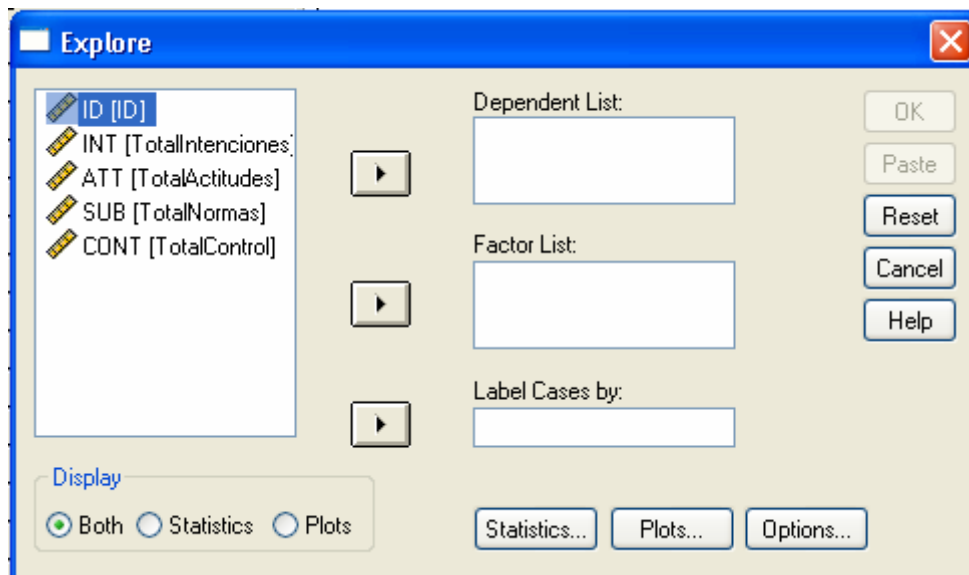 Explore
ID [ID]
INT [TotalIntenciones]
ATT [TotalActitudes]
SUB [TotalNormas]
CONT [TotalControl]
Dependent List:
Factor List:
Label Cases by:
OK
Paste
Reset
Cancel
Help
Display
Both
Statistics
Plots
Statistics...
Plots...
Options...